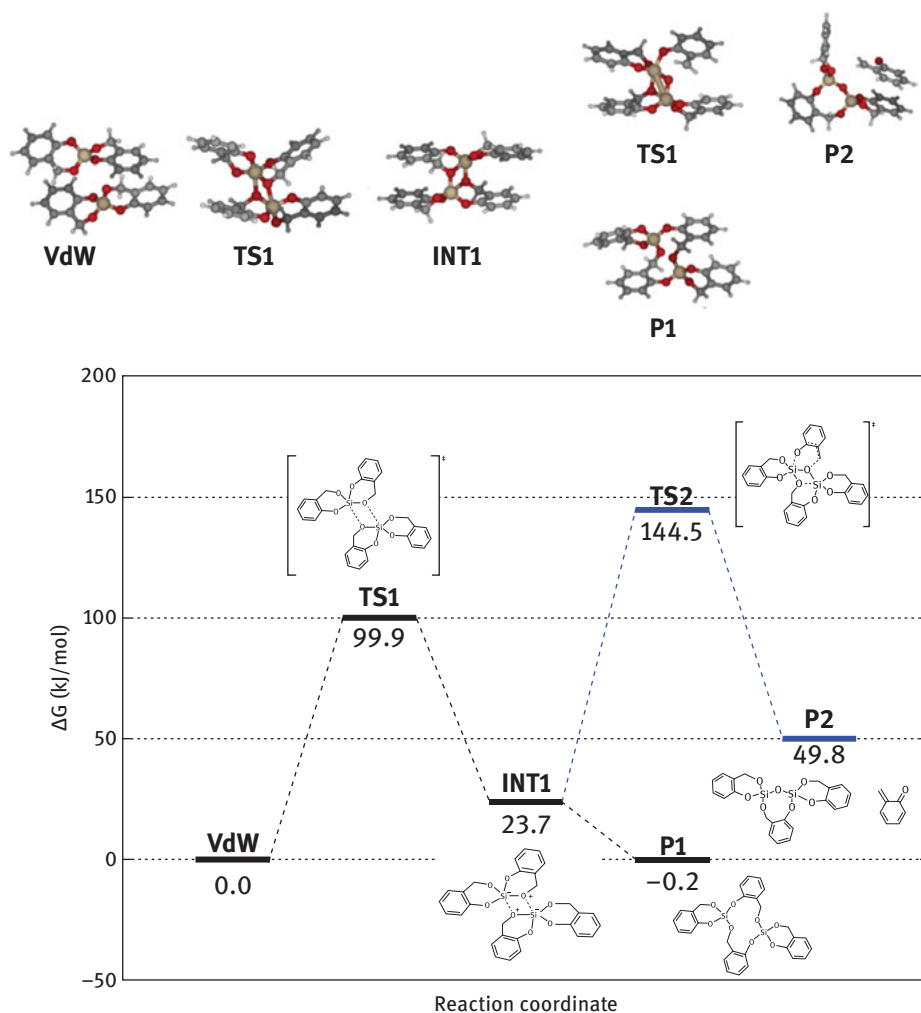 TS1
P2
VdW
TS1
INT1
P1
200
150
100
50
0
−50
ΔG (kJ/mol)
Reaction coordinate
VdW
0.0
TS1
99.9
INT1
23.7
TS2
144.5
P1
−0.2
P2
49.8